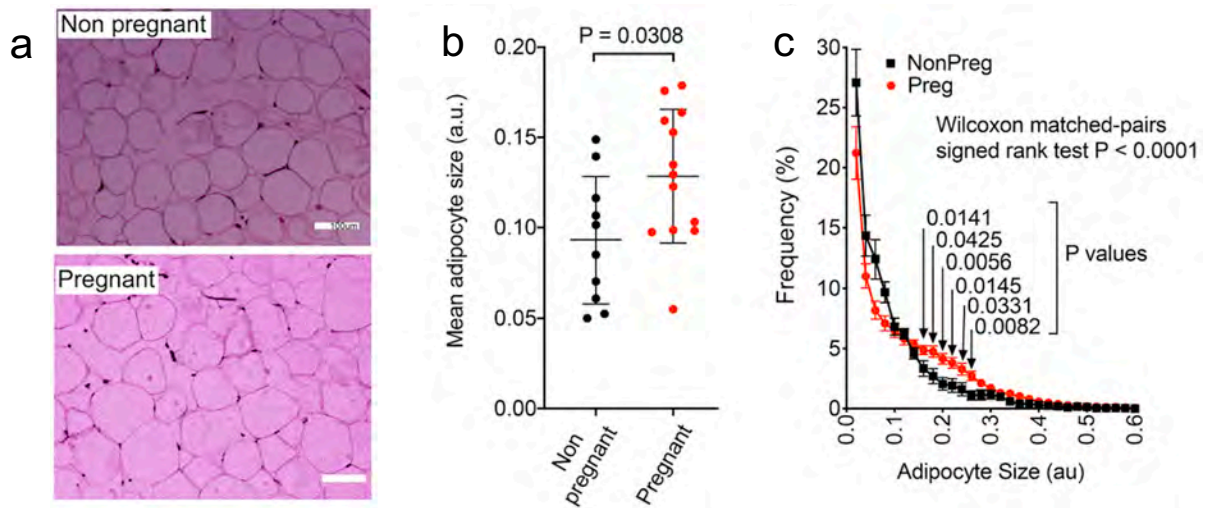 a
Non pregnant
100um
Pregnant
b
P = 0.0308
Mean adipocyte size (a.u.)
0.20
0.15
0.10
0.05
0.00
Non
pregnant
Pregnant
c
NonPreg
Preg
Wilcoxon matched-pairs
signed rank test P < 0.0001
Frequency (%)
30
25
20
15
10
5
0
0.0141
0.0425
0.0056
0.0145
0.0331
0.0082
P values
0.0
0.1
0.2
0.3
0.4
0.5
0.6
Adipocyte Size (au)